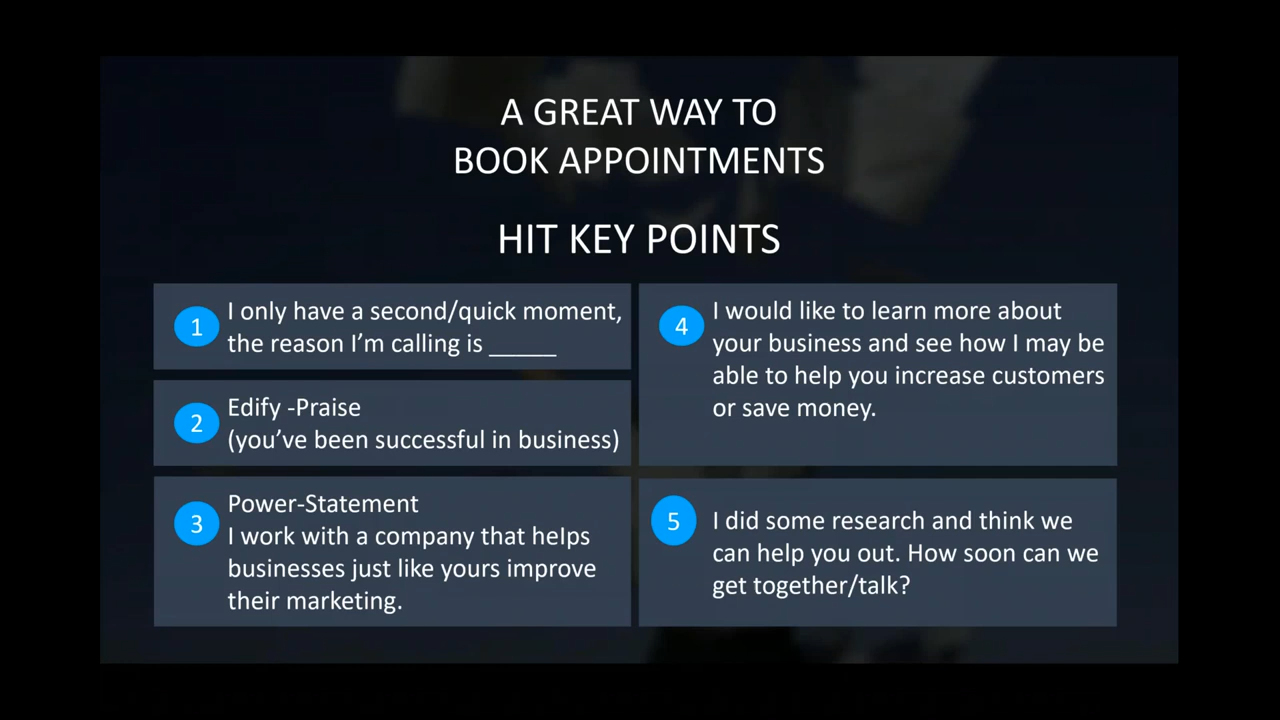 A GREAT WAY TO
BOOK APPOINTMENTS
HIT KEY POINTS
1
I only have a second/quick moment,
the reason I’m calling is _____
2
Edify -Praise
(you’ve been successful in business)
3
Power-Statement
I work with a company that helps
businesses just like yours improve
their marketing.
4
I would like to learn more about
your business and see how I may be
able to help you increase customers
or save money.
5
I did some research and think we
can help you out. How soon can we
get together/talk?